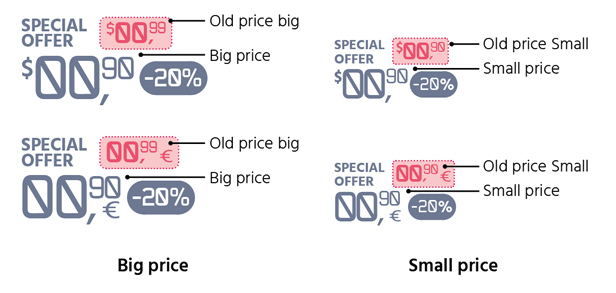 SPECIAL
OFFER
$00,99
Old price big
Big price
$00,90
-20%
SPECIAL
OFFER
$00,90
Old price Small
Small price
$00,90
-20%
SPECIAL
OFFER
00,99 €
Old price big
Big price
00,90 €
-20%
SPECIAL
OFFER
00,90 €
Old price Small
Small price
00,90 €
-20%
Big price
Small price